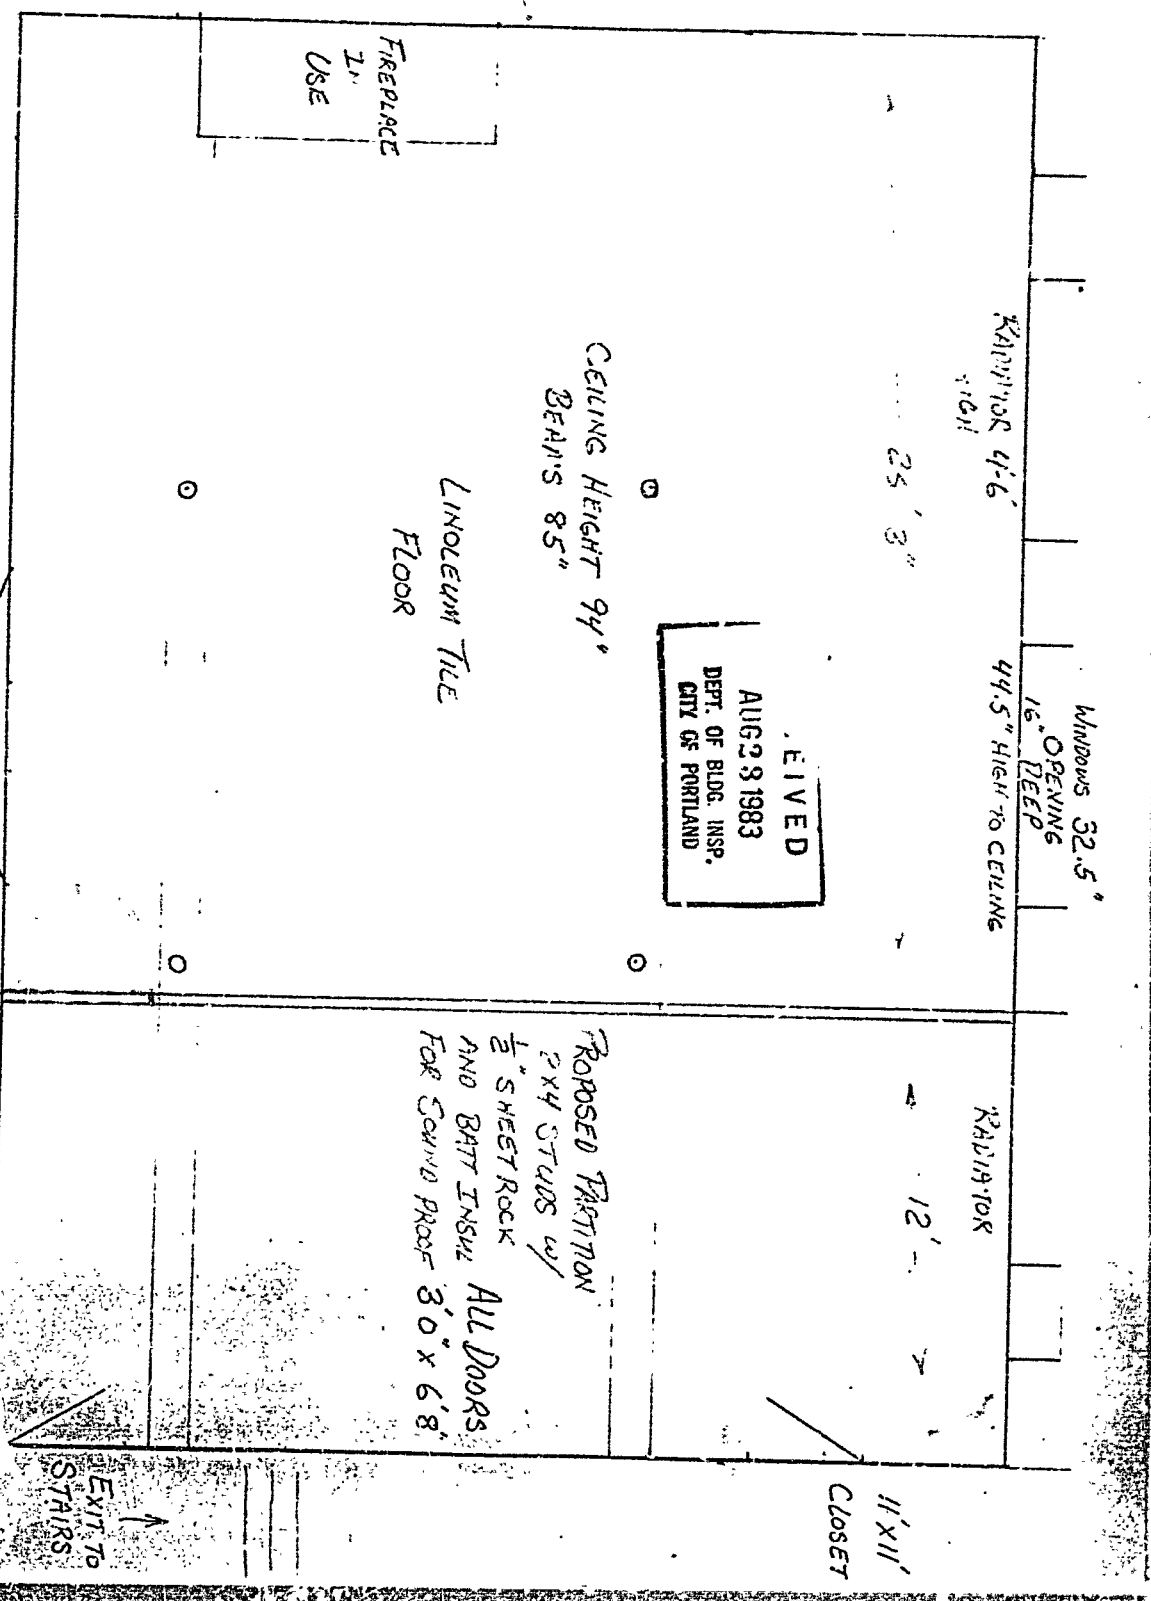 WINDOWS 32.5"
OPENING
16" DEEP
RADIATOR 4'-6"
HIGH
44.5" HIGH TO CEILING
RADIATOR
25' 3"
12'-
11'X11'
CLOSET
EIVED
AUG 1983
DEPT. OF BLDG. INSP.
CITY OF PORTLAND
CEILING HEIGHT 94"
BEAMS 85"
LINOLEUM TILE
FLOOR
FIREPLACE
IN
USE
PROPOSED PARTITION
2X4 STUDS W/
1/2" SHEETROCK
AND BATT INSUL
FOR SOUND PROOF
ALL DOORS
3'0" x 6'8"
EXIT TO
STAIRS